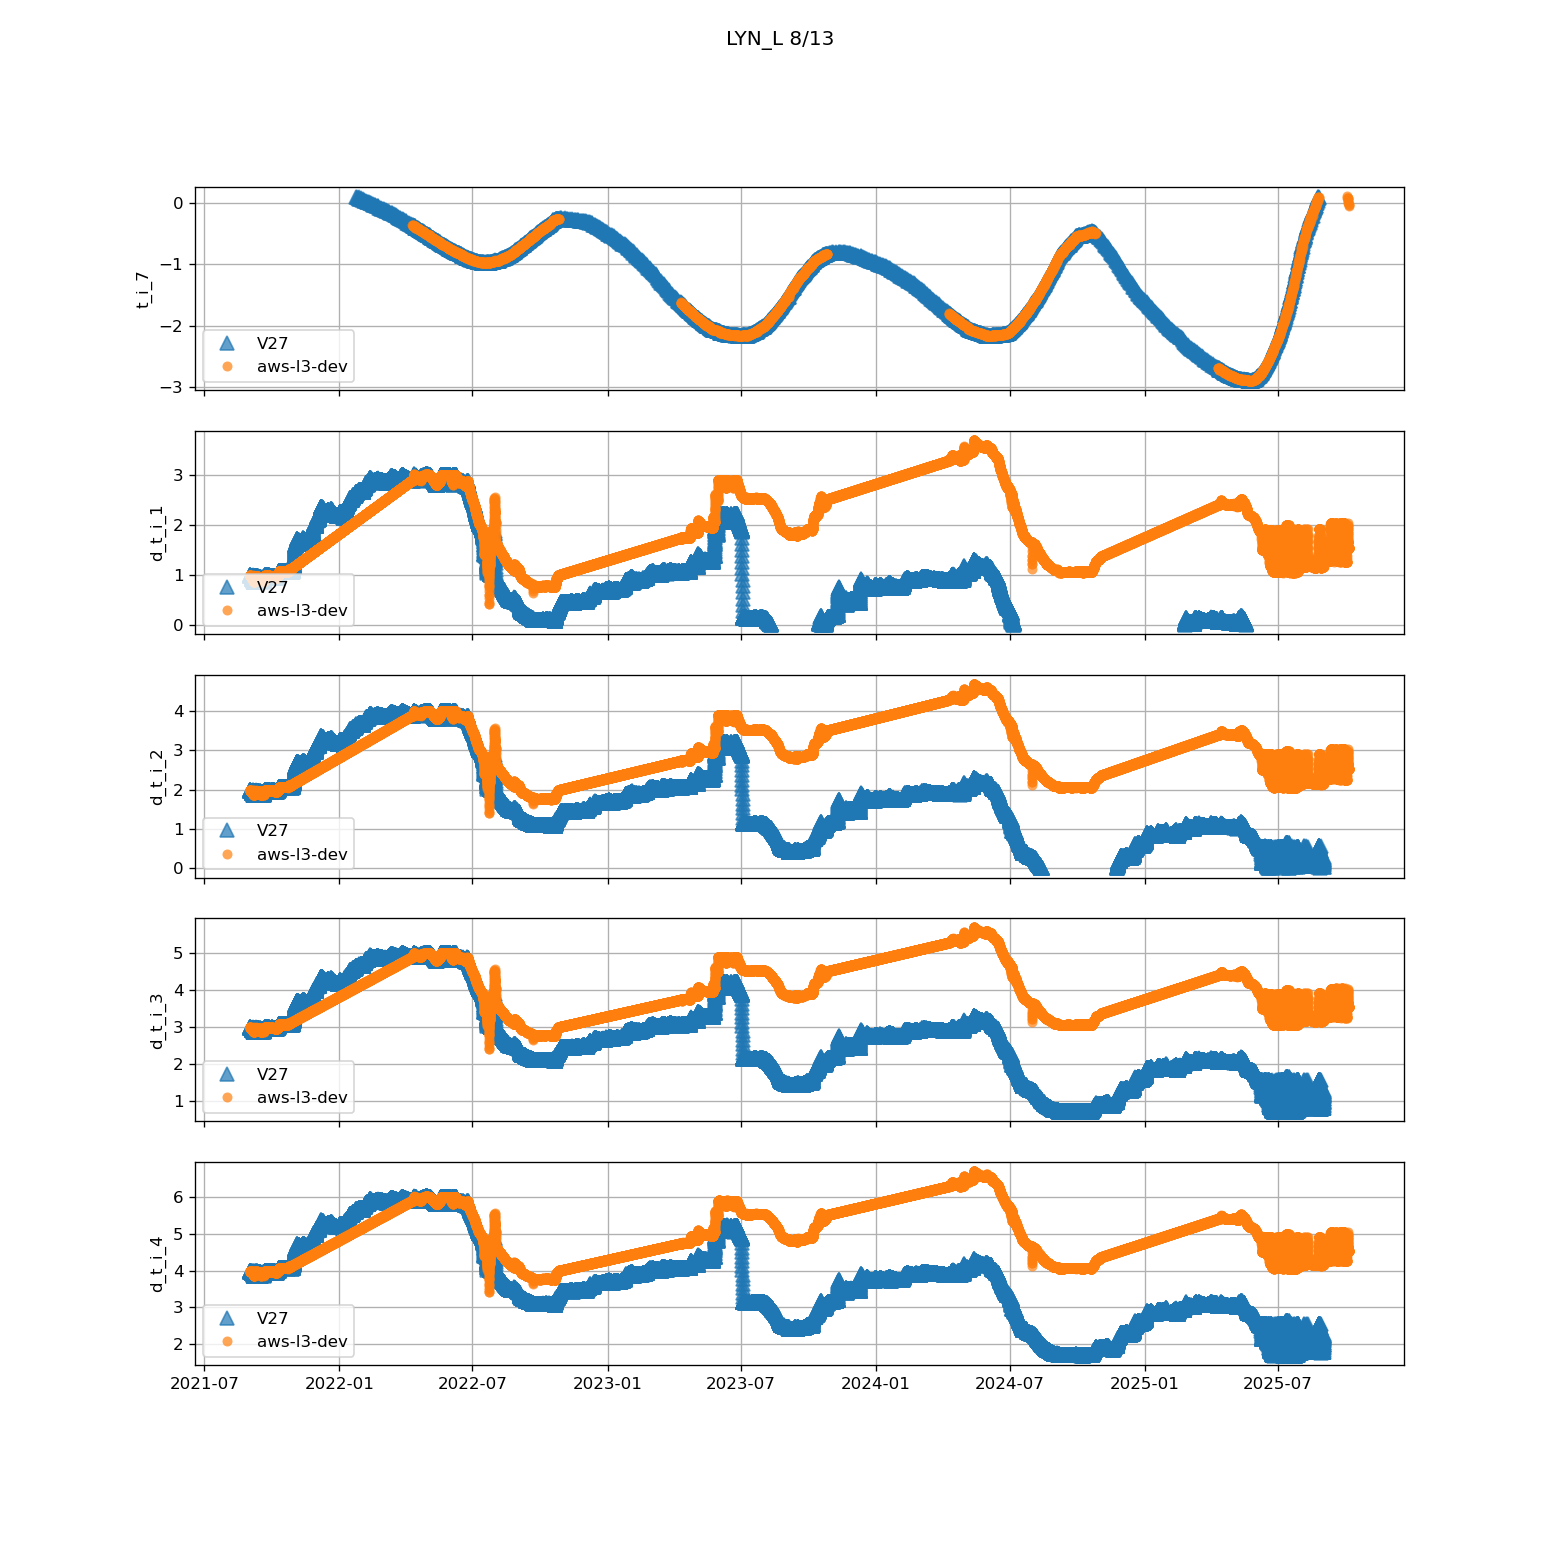 LYN_L 8/13
0
−1
−2
−3
t_i_7
V27
aws-l3-dev
3
2
1
0
d_t_i_1
V27
aws-l3-dev
4
3
2
1
0
d_t_i_2
V27
aws-l3-dev
5
4
3
2
1
d_t_i_3
V27
aws-l3-dev
6
5
4
3
2
d_t_i_4
V27
aws-l3-dev
2021-07 2022-01 2022-07 2023-01 2023-07 2024-01 2024-07 2025-01 2025-07